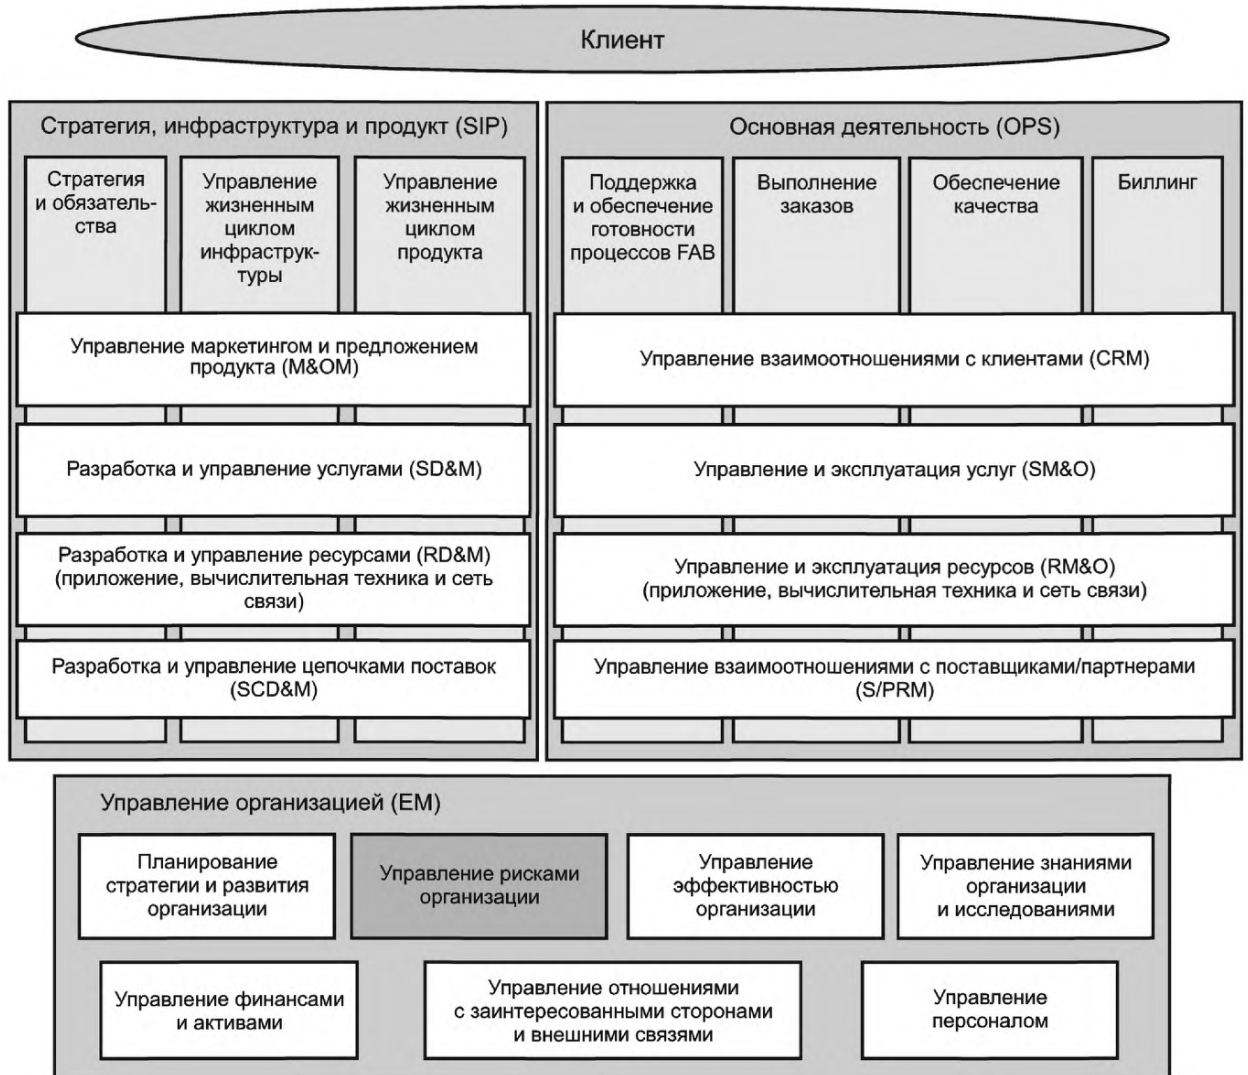 Клиент
Стратегия, инфраструктура и продукт (SIP)
Стратегия
и обязатель-
ства
Управление
жизненным
циклом
инфраструк-
туры
Управление
жизненным
циклом
продукта
Управление маркетингом и предложением
продукта (M&OM)
Разработка и управление услугами (SD&M)
Разработка и управление ресурсами (RD&M)
(приложение, вычислительная техника и сеть
связи)
Разработка и управление цепочками поставок
(SCD&M)
Основная деятельность (OPS)
Поддержка
и обеспечение
готовности
процессов FAB
Выполнение
заказов
Обеспечение
качества
Биллинг
Управление взаимоотношениями с клиентами (CRM)
Управление и эксплуатация услуг (SM&O)
Управление и эксплуатация ресурсов (RM&O)
(приложение, вычислительная техника и сеть связи)
Управление взаимоотношениями с поставщиками/партнерами
(S/PRM)
Управление организацией (EM)
Планирование
стратегии и развития
организации
Управление рисками
организации
Управление
эффективностью
организации
Управление знаниями
организации
и исследованиями
Управление финансами
и активами
Управление отношениями
с заинтересованными сторонами
и внешними связями
Управление
персоналом